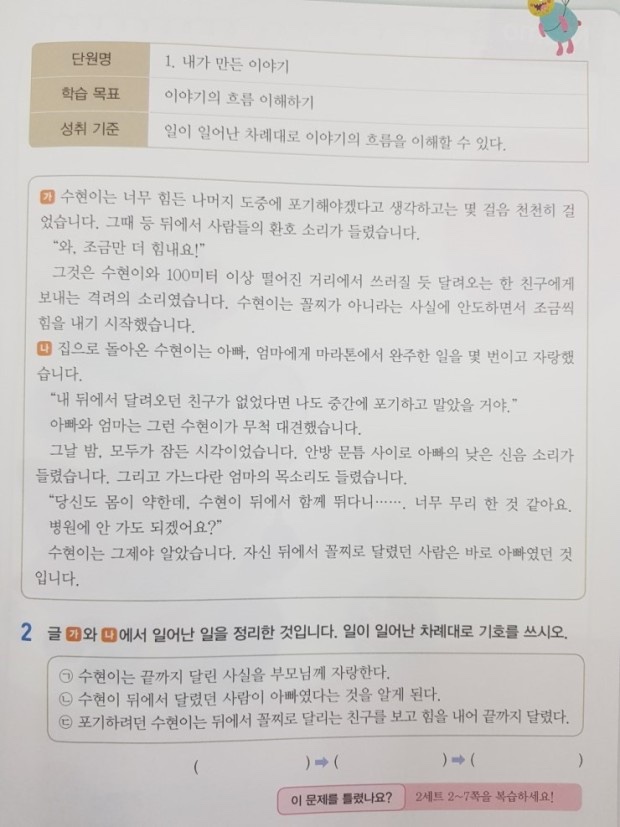 단원명 1. 내가 만든 이야기
학습 목표 이야기의 흐름 이해하기
성취 기준 일이 일어난 차례대로 이야기의 흐름을 이해할 수 있다.
가 수현이는 너무 힘든 나머지 도중에 포기해야겠다고 생각하고는 몇 걸음 천천히 걸
었습니다. 그때 등 뒤에서 사람들의 환호 소리가 들렸습니다.
“와, 조금만 더 힘내요!”
그것은 수현이와 100미터 이상 떨어진 거리에서 쓰러질 듯 달려오는 한 친구에게
보내는 격려의 소리였습니다. 수현이는 꼴찌가 아니라는 사실에 안도하면서 조금씩
힘을 내기 시작했습니다.
나 집으로 돌아온 수현이는 아빠, 엄마에게 마라톤에서 완주한 일을 몇 번이고 자랑했
습니다.
“내 뒤에서 달려오던 친구가 없었다면 나도 중간에 포기하고 말았을 거야.”
아빠와 엄마는 그런 수현이가 무척 대견했습니다.
그날 밤, 모두가 잠든 시각이었습니다. 안방 문틈 사이로 아빠의 낮은 신음 소리가
들렸습니다. 그리고 가느다란 엄마의 목소리도 들렸습니다.
“당신도 몸이 약한데, 수현이 뒤에서 함께 뛰다니……. 너무 무리 한 것 같아요.
병원에 안 가도 되겠어요?”
수현이는 그제야 알았습니다. 자신 뒤에서 꼴찌로 달렸던 사람은 바로 아빠였던 것
입니다.
2 글 가와 나에서 일어난 일을 정리한 것입니다. 일이 일어난 차례대로 기호를 쓰시오.
㉠ 수현이는 끝까지 달린 사실을 부모님께 자랑한다.
㉡ 수현이 뒤에서 달렸던 사람이 아빠였다는 것을 알게 된다.
㉢ 포기하려던 수현이는 뒤에서 꼴찌로 달리는 친구를 보고 힘을 내어 끝까지 달렸다.
( ) ➡ ( ) ➡ ( )
이 문제를 틀렸나요? 2세트 2~7쪽을 복습하세요!